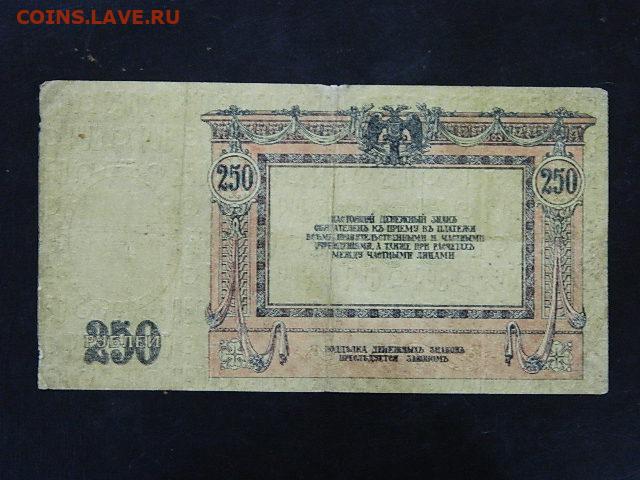 COINS.LAVE.RU
250
250
НАСТОЯЩІЙ ДЕНЕЖНЫЙ ЗНАКЪ
ОБЯЗАТЕЛЕНЪ КЪ ПРІЕМУ ВЪ ПЛАТЕЖИ
ВСѢМИ ПРАВИТЕЛЬСТВЕННЫМИ И ЧАСТНЫМИ
УЧРЕЖДЕНІЯМИ, А ТАКЖЕ ПРИ РАСЧЕТАХЪ
МЕЖДУ ЧАСТНЫМИ ЛИЦАМИ
250
РУБЛЕЙ
ПОДДѢЛКА ДЕНЕЖНЫХЪ ЗНАКОВЪ
ПРЕСЛѢДУЕТСЯ ЗАКОНОМЪ